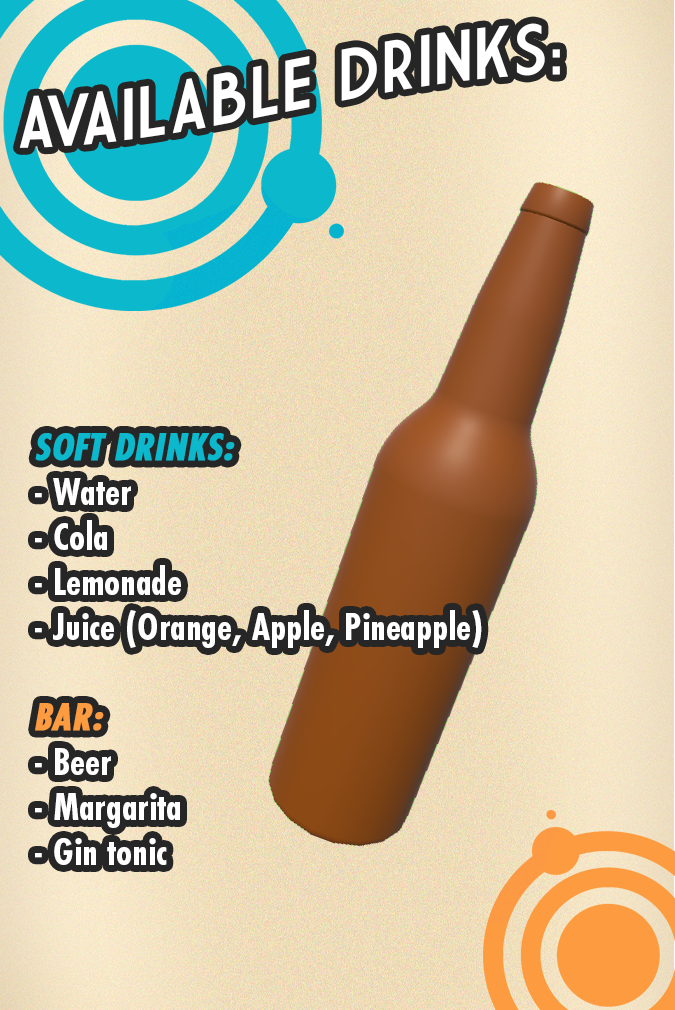 AVAILABLE DRINKS:
SOFT DRINKS:
- Water
- Cola
- Lemonade
- Juice (Orange, Apple, Pineapple)
BAR:
- Beer
- Margarita
- Gin tonic